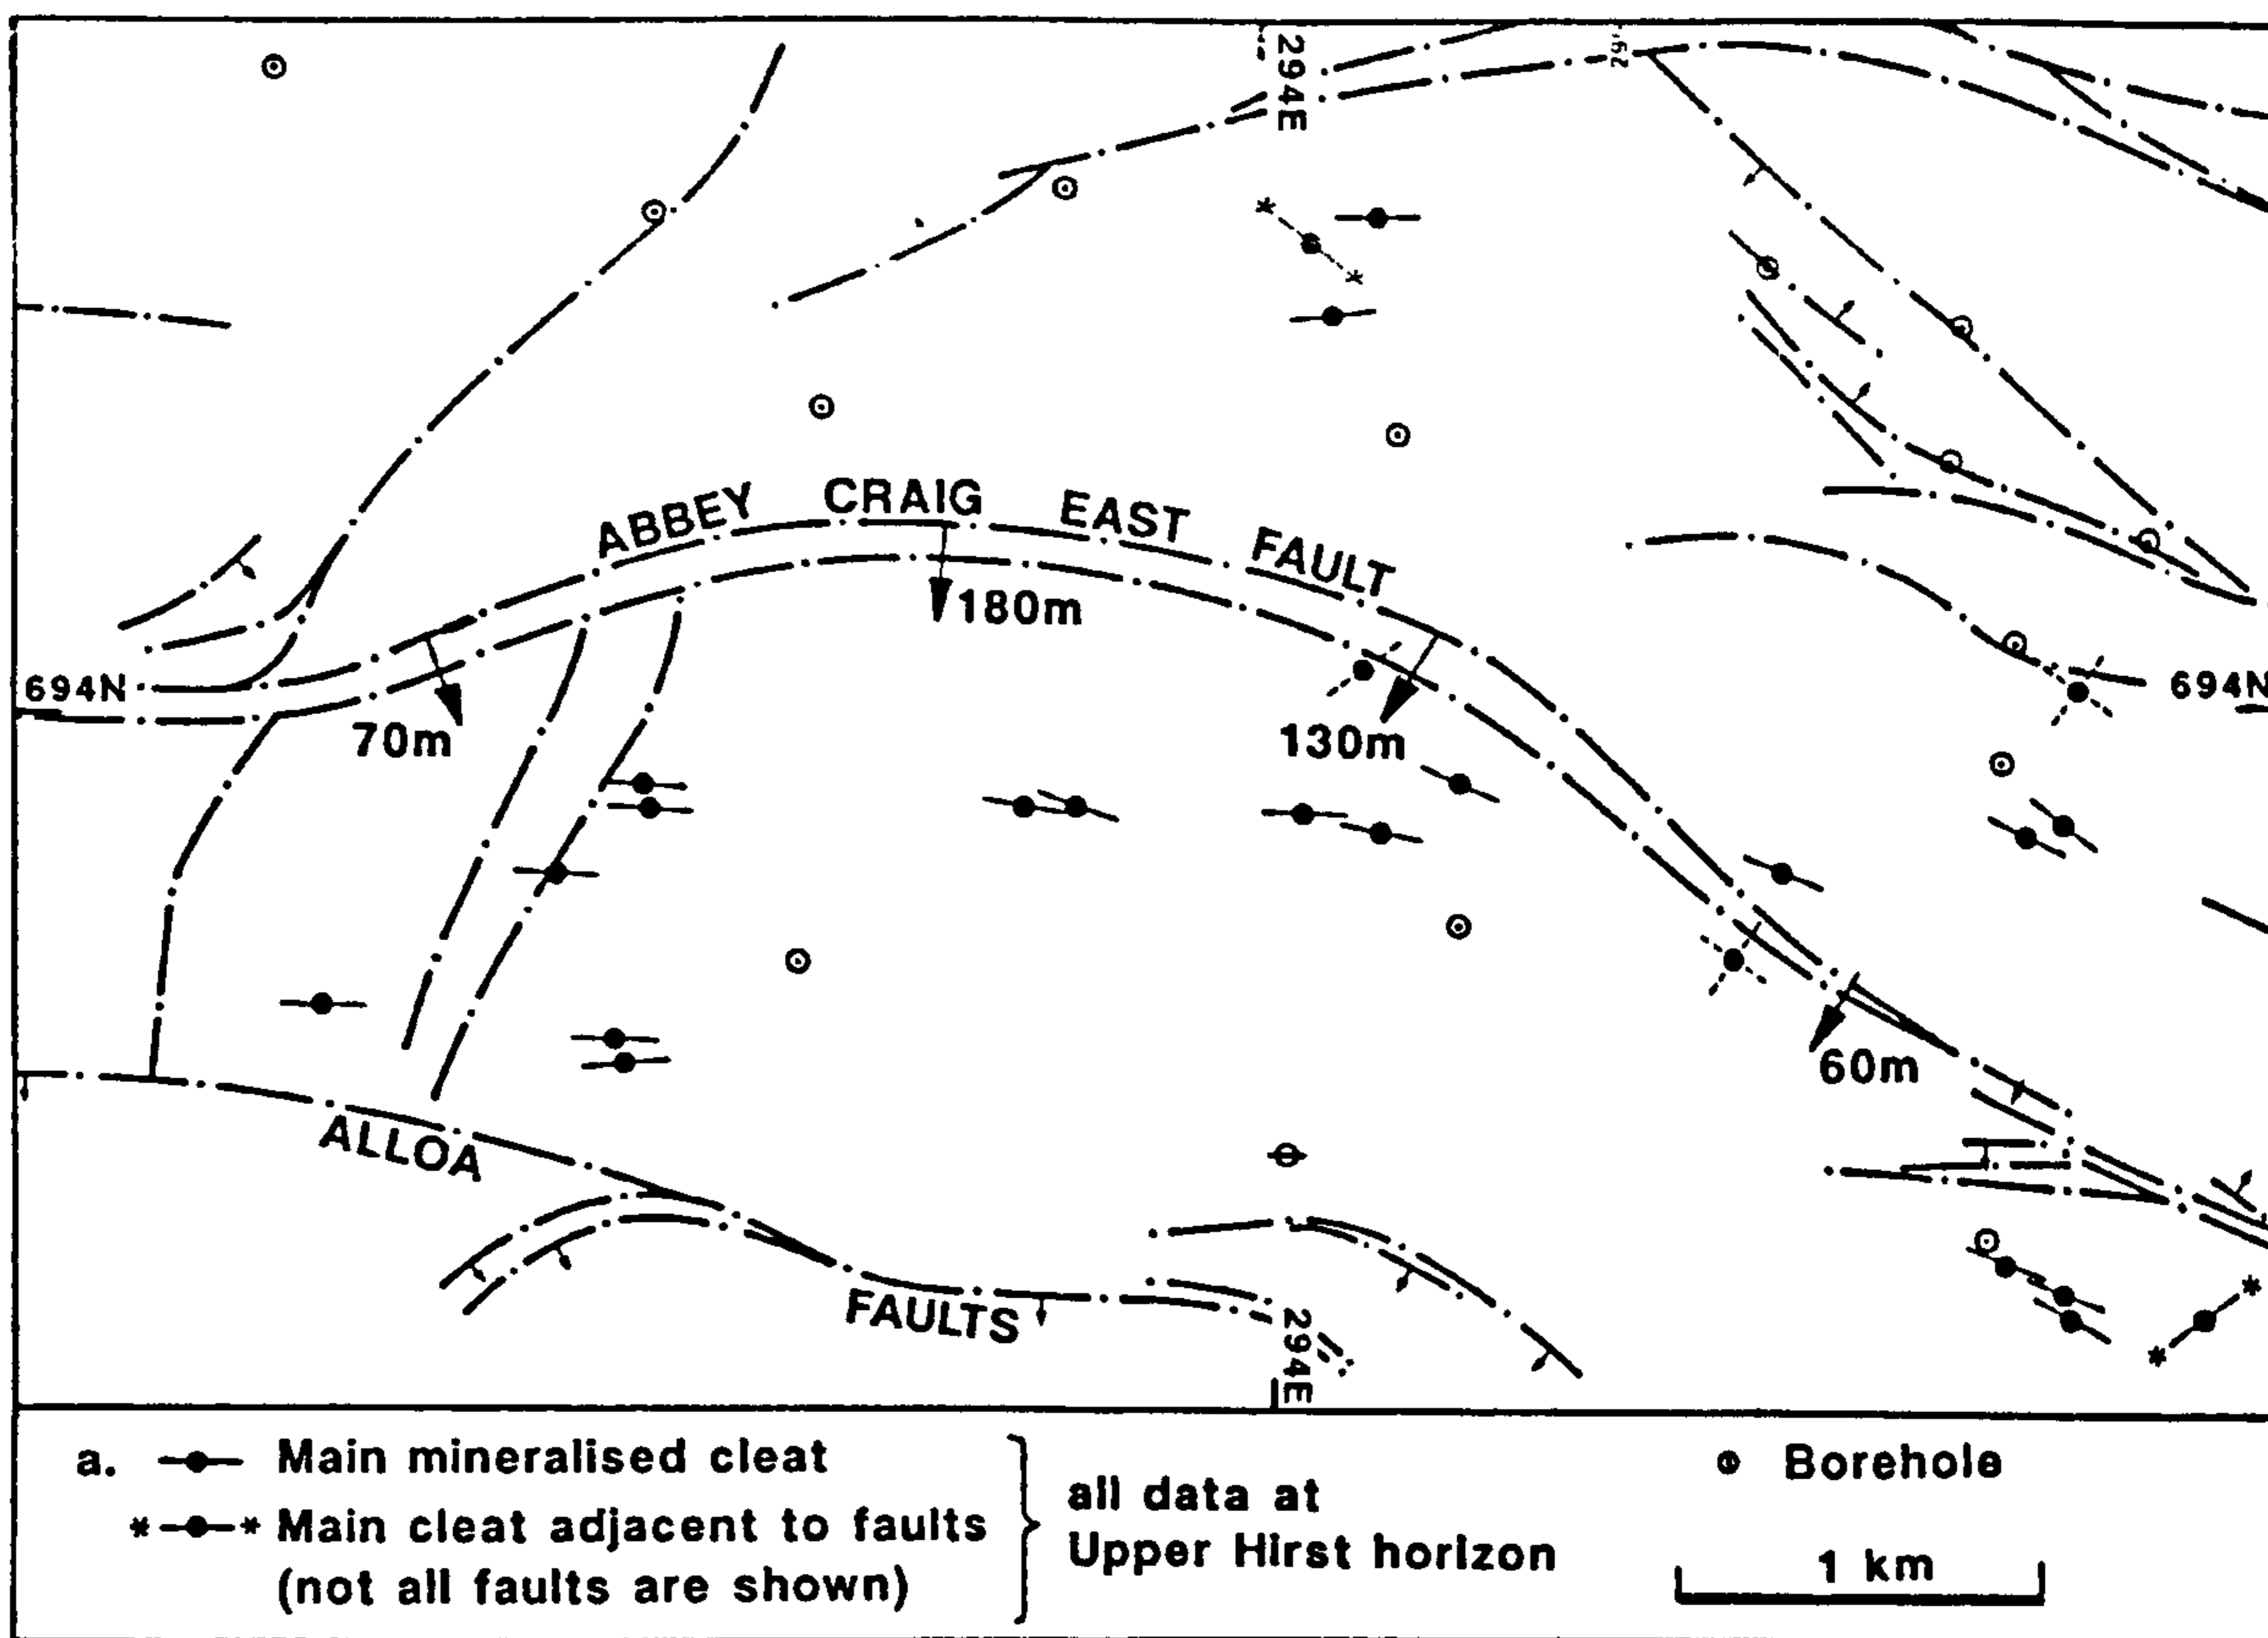 294E
ABBEY CRAIG EAST FAULT
180m
694N
694N
70m
130m
60m
ALLOA
FAULTS
294E
a. Main mineralised cleat
*-*Main cleat adjacent to faults
(not all faults are shown)
all data at
Upper Hirst horizon
Borehole
1 km